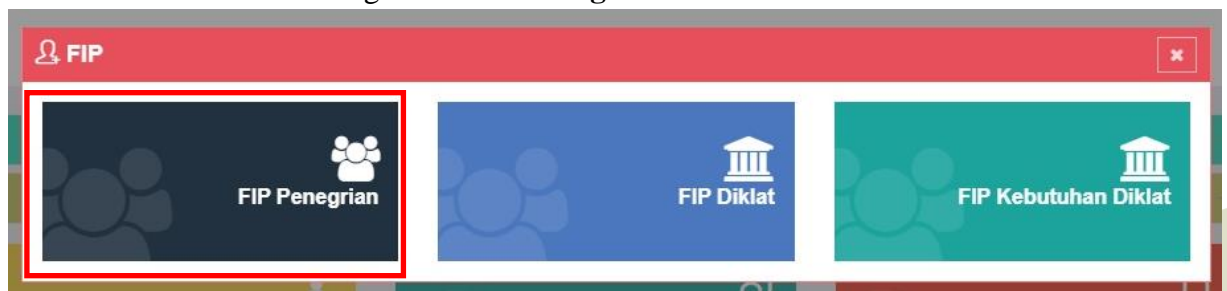 FIP
FIP Penegrian
FIP Diklat
FIP Kebutuhan Diklat